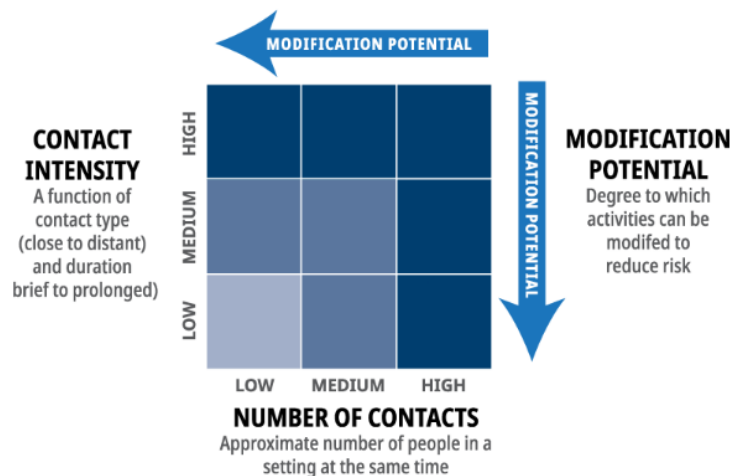 MODIFICATION POTENTIAL
CONTACT
INTENSITY
A function of
contact type
(close to distant)
and duration
brief to prolonged)
HIGH
MEDIUM
LOW
MODIFICATION POTENTIAL
MODIFICATION
POTENTIAL
Degree to which
activities can be
modifed to
reduce risk
LOW MEDIUM HIGH
NUMBER OF CONTACTS
Approximate number of people in a
setting at the same time